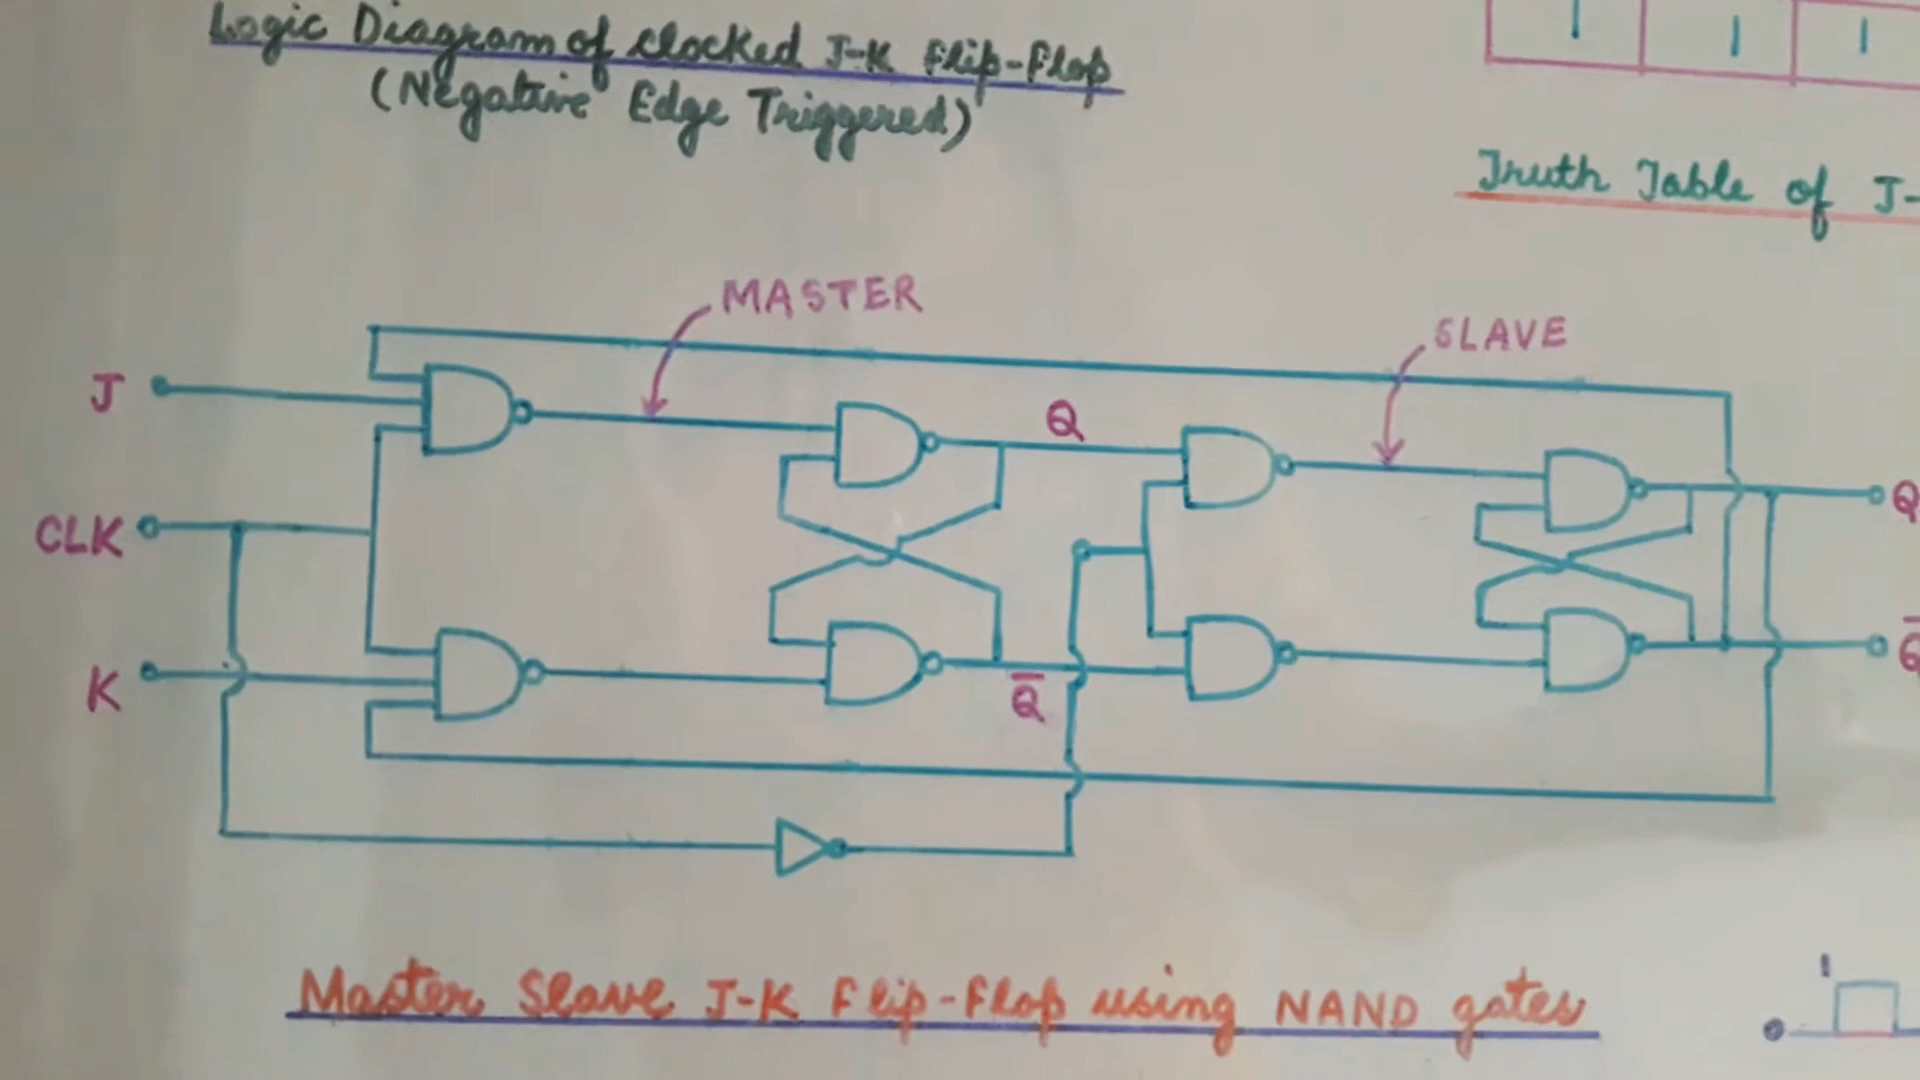 Logic Diagram of clocked J-K Flip-Flop
(Negative Edge Triggered)
1 1 1
Truth Table of J-
MASTER
SLAVE
J
Q
Q
CLK
K
Q̅
Q̅
1
0
Master Slave J-K Flip-Flop using NAND gates